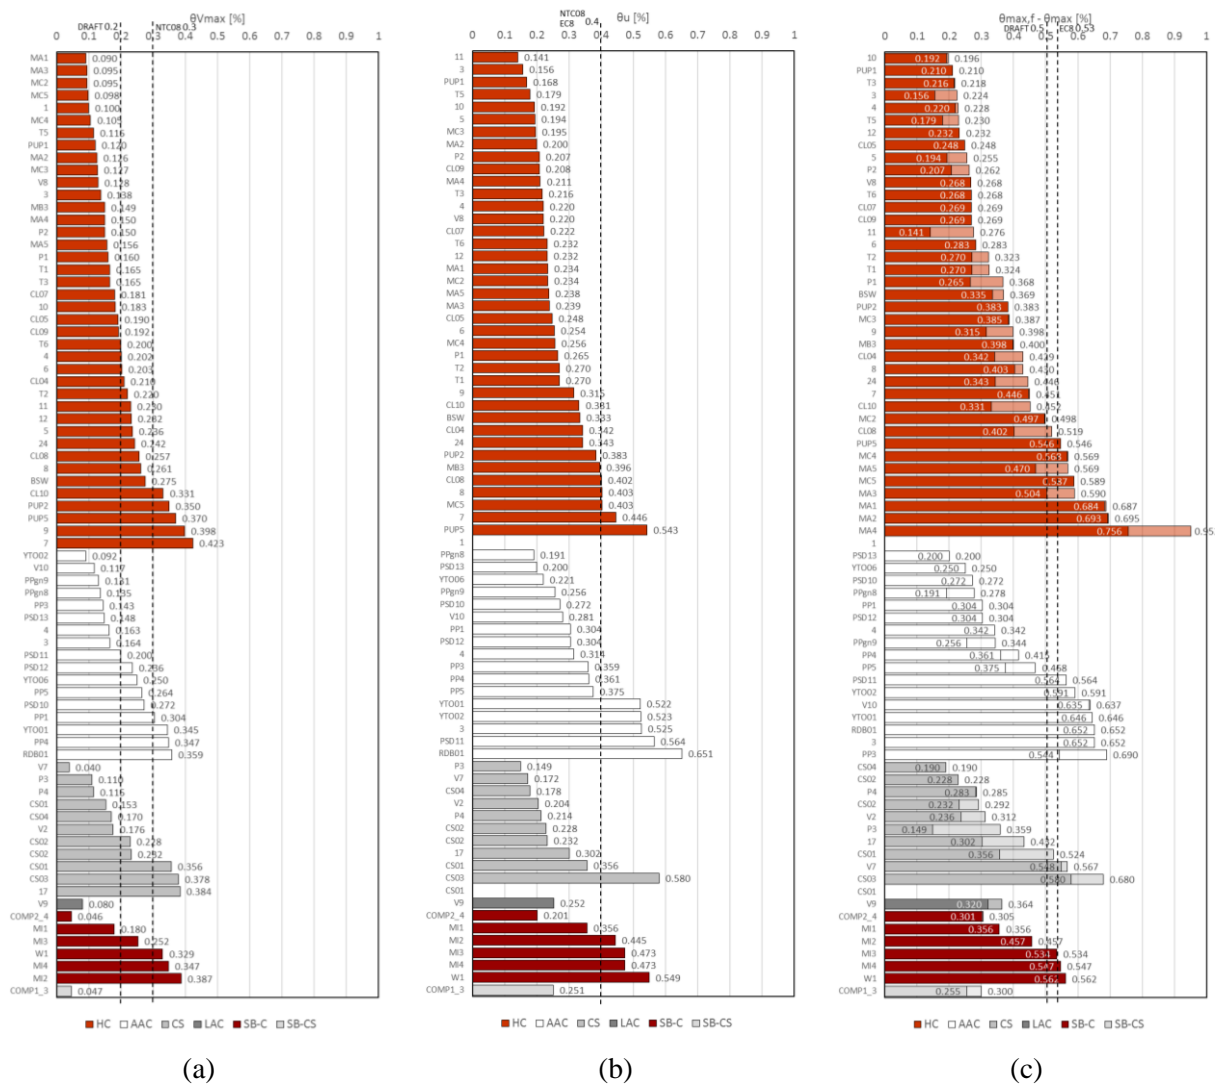 θVmax [%]
DRAFT 0.2 NTC08 0.3
0 0.1 0.2 0.3 0.4 0.5 0.6 0.7 0.8 0.9 1
MA1 0.090
MA3 0.095
MC2 0.095
MC5 0.098
1 0.100
MC4 0.105
T5 0.116
PUP1 0.120
MA2 0.126
MC3 0.127
V8 0.128
3 0.138
MB3 0.149
MA4 0.150
P2 0.150
MA5 0.156
P1 0.160
T1 0.165
T3 0.165
CL07 0.181
10 0.183
CL05 0.190
CL09 0.192
T6 0.200
4 0.202
6 0.203
CL04 0.210
T2 0.220
11 0.230
12 0.232
5 0.236
24 0.242
CL08 0.257
8 0.261
BSW 0.275
CL10 0.331
PUP2 0.350
PUP5 0.370
9 0.398
7 0.423
YTO02 0.092
V10 0.117
PPgn9 0.131
PPgn8 0.135
PP3 0.143
PSD13 0.148
4 0.163
3 0.164
PSD11 0.200
PSD12 0.236
YTO06 0.250
PP5 0.264
PSD10 0.272
PP1 0.304
YTO01 0.345
PP4 0.347
RDB01 0.359
V7 0.040
P3 0.110
P4 0.115
CS01 0.153
CS04 0.170
V2 0.176
CS02 0.228
CS02 0.232
CS01 0.356
CS03 0.378
17 0.384
V9 0.080
COMP2_4 0.046
MI1 0.180
MI3 0.252
W1 0.329
MI4 0.347
MI2 0.387
COMP1_3 0.047
HC AAC CS LAC SB-C SB-CS
(a)
θu [%]
NTC08
EC8 0.4
0 0.1 0.2 0.3 0.4 0.5 0.6 0.7 0.8 0.9 1
11 0.141
3 0.156
PUP1 0.168
T5 0.179
10 0.192
5 0.194
MC3 0.195
MA2 0.200
P2 0.207
CL09 0.208
MA4 0.211
T3 0.216
4 0.220
V8 0.220
CL07 0.222
T6 0.232
12 0.232
MA1 0.234
MC2 0.234
MA5 0.238
MA3 0.239
CL05 0.248
6 0.254
MC4 0.256
P1 0.265
T2 0.270
T1 0.270
9 0.315
CL10 0.331
BSW 0.333
CL04 0.342
24 0.343
PUP2 0.383
MB3 0.396
CL08 0.402
8 0.403
MC5 0.403
7 0.446
PUP5 0.543
1
PPgn8 0.191
PSD13 0.200
YTO06 0.221
PPgn9 0.256
PSD10 0.272
V10 0.281
PP1 0.304
PSD12 0.304
4 0.314
PP3 0.359
PP4 0.361
PP5 0.375
YTO01 0.522
YTO02 0.523
3 0.525
PSD11 0.564
RDB01 0.651
P3 0.149
V7 0.172
CS04 0.178
V2 0.204
P4 0.214
CS02 0.228
CS02 0.232
17 0.302
CS01 0.356
CS03 0.580
CS01
V9 0.252
COMP2_4 0.201
MI1 0.356
MI2 0.445
MI3 0.473
MI4 0.473
W1 0.549
COMP1_3 0.251
HC AAC CS LAC SB-C SB-CS
(b)
θmax,f - θmax [%]
DRAFT 0.5 EC8 0.53
0 0.1 0.2 0.3 0.4 0.5 0.6 0.7 0.8 0.9 1
10 0.192 0.196
PUP1 0.210 0.210
T3 0.216 0.218
3 0.156 0.224
4 0.220 0.228
T5 0.179 0.230
12 0.232 0.232
CL05 0.248 0.248
5 0.194 0.255
P2 0.207 0.262
V8 0.268 0.268
T6 0.268 0.268
CL07 0.269 0.269
CL09 0.269 0.269
11 0.141 0.276
6 0.283 0.283
T2 0.270 0.323
T1 0.270 0.324
P1 0.265 0.368
BSW 0.335 0.369
PUP2 0.383 0.383
MC3 0.385 0.387
9 0.315 0.398
MB3 0.398 0.400
CL04 0.342 0.429
8 0.403 0.430
24 0.343 0.446
7 0.446 0.451
CL10 0.331 0.452
MC2 0.497 0.498
CL08 0.402 0.519
PUP5 0.546 0.546
MC4 0.568 0.569
MA5 0.470 0.569
MC5 0.537 0.589
MA3 0.504 0.590
MA1 0.684 0.687
MA2 0.693 0.695
MA4 0.756 0.95
1
PSD13 0.200 0.200
YTO06 0.250 0.250
PSD10 0.272 0.272
PPgn8 0.191 0.278
PP1 0.304 0.304
PSD12 0.304 0.304
4 0.342 0.342
PPgn9 0.256 0.344
PP4 0.361 0.415
PP5 0.375 0.468
PSD11 0.564 0.564
YTO02 0.591 0.591
V10 0.635 0.637
YTO01 0.646 0.646
RDB01 0.652 0.652
3 0.652 0.652
PP3 0.544 0.690
CS04 0.190 0.190
CS02 0.228 0.228
P4 0.283 0.285
CS02 0.232 0.292
V2 0.236 0.312
P3 0.149 0.359
17 0.302 0.432
CS01 0.356 0.524
V7 0.548 0.567
CS03 0.580 0.680
CS01
V9 0.320 0.364
COMP2_4 0.301 0.305
MI1 0.356 0.356
MI2 0.457 0.457
MI3 0.534 0.534
MI4 0.547 0.547
W1 0.562 0.562
COMP1_3 0.255 0.300
HC AAC CS LAC SB-C SB-CS
(c)